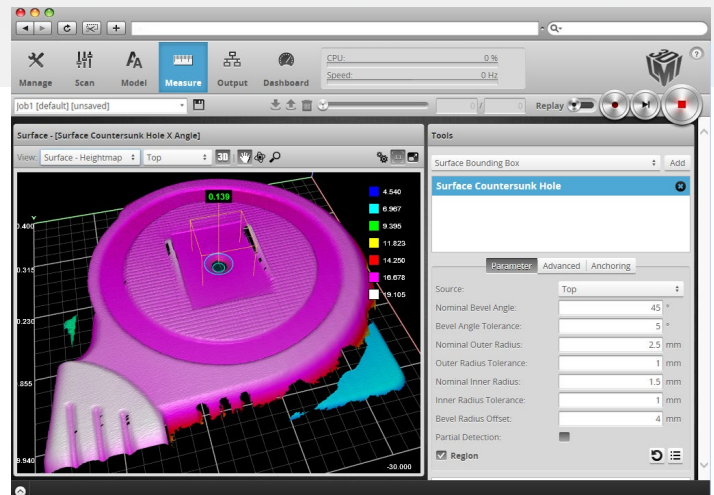 Manage
Scan
Model
Measure
Output
Dashboard
CPU: 0 %
Speed: 0 Hz
?
Job1 [default] [unsaved]
0 / 0
Replay
Surface - [Surface Countersunk Hole X Angle]
View: Surface - Heightmap
Top
3D
0.139
4.540
6.967
9.395
11.823
14.250
16.678
19.105
Y
0.400
0.315
0.230
.855
9.940
-30.000
Tools
Surface Bounding Box
Add
Surface Countersunk Hole
Parameter
Advanced
Anchoring
Source: Top
Nominal Bevel Angle: 45 °
Bevel Angle Tolerance: 5 °
Nominal Outer Radius: 2.5 mm
Outer Radius Tolerance: 1 mm
Nominal Inner Radius: 1.5 mm
Inner Radius Tolerance: 1 mm
Bevel Radius Offset: 4 mm
Partial Detection:
Region